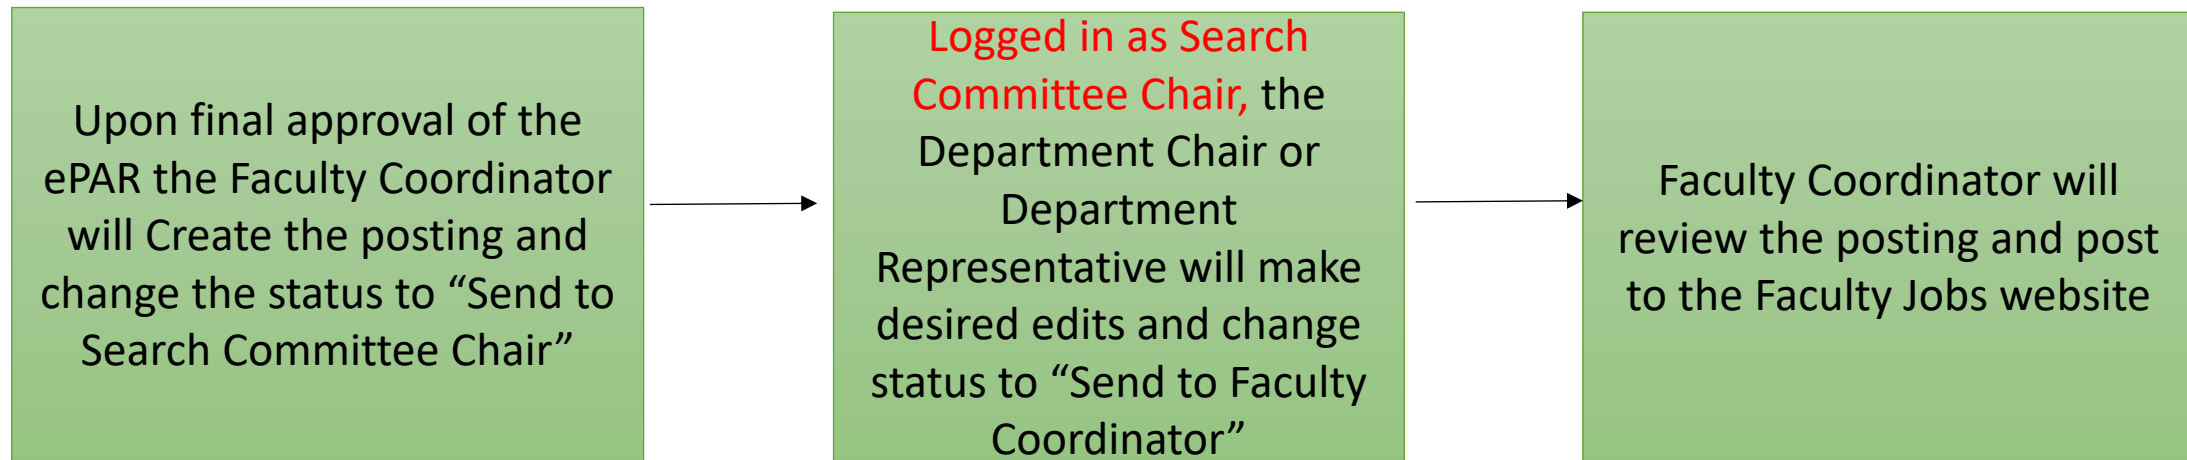 Upon final approval of the
ePAR the Faculty Coordinator
will Create the posting and
change the status to “Send to
Search Committee Chair”
Logged in as Search
Committee Chair, the
Department Chair or
Department
Representative will make
desired edits and change
status to “Send to Faculty
Coordinator”
Faculty Coordinator will
review the posting and post
to the Faculty Jobs website